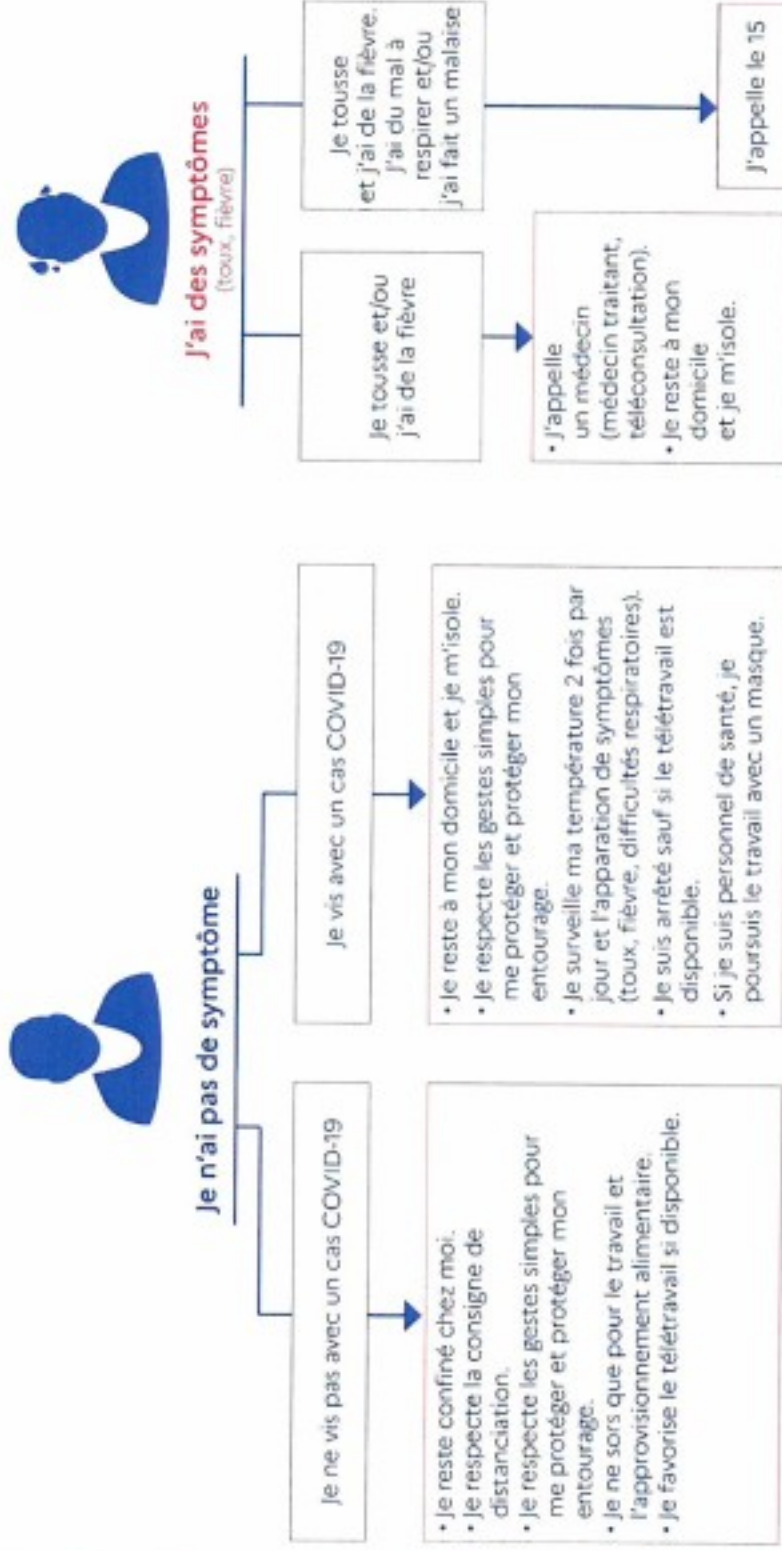 Je n'ai pas de symptôme
Je ne vis pas avec un cas COVID-19
• Je reste confiné chez moi.
• Je respecte la consigne de
distanciation.
• Je respecte les gestes simples pour
me protéger et protéger mon
entourage.
• Je ne sors que pour le travail et
l'approvisionnement alimentaire.
• Je favorise le télétravail si disponible.
Je vis avec un cas COVID-19
• Je reste à mon domicile et je m'isole.
• Je respecte les gestes simples pour
me protéger et protéger mon
entourage.
• Je surveille ma température 2 fois par
jour et l'apparation de symptômes
(toux, fièvre, difficultés respiratoires).
• Je suis arrêté sauf si le télétravail est
disponible.
• Si je suis personnel de santé, je
poursuis le travail avec un masque.
J'ai des symptômes
(toux, fièvre)
Je tousse et/ou
j'ai de la fièvre
• J'appelle
un médecin
(médecin traitant,
téléconsultation).
• Je reste à mon
domicile
et je m'isole.
Je tousse
et j'ai de la fièvre.
J'ai du mal à
respirer et/ou
j'ai fait un malaise
J'appelle le 15